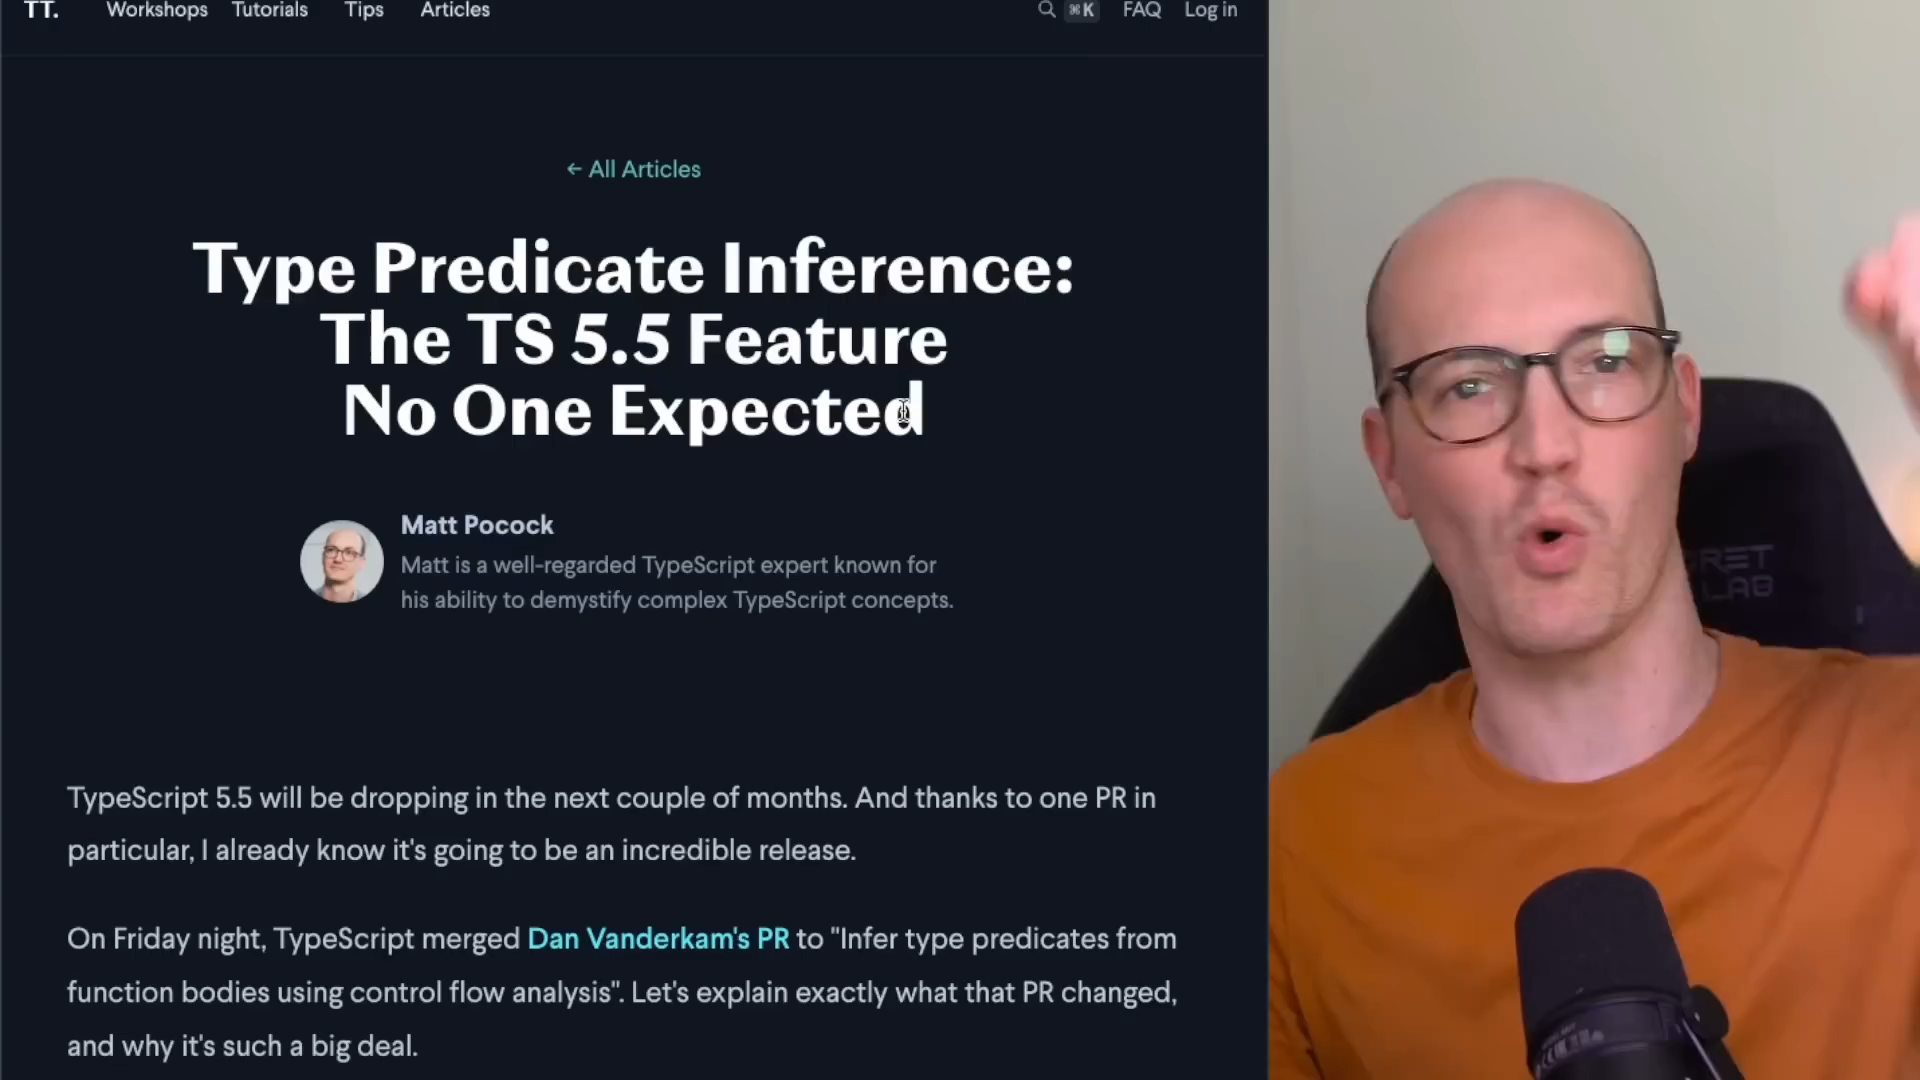 TT.
Workshops Tutorials Tips Articles
⌘K FAQ Log in
← All Articles
Type Predicate Inference:
The TS 5.5 Feature
No One Expected
Matt Pocock
Matt is a well-regarded TypeScript expert known for
his ability to demystify complex TypeScript concepts.
TypeScript 5.5 will be dropping in the next couple of months. And thanks to one PR in
particular, I already know it's going to be an incredible release.
On Friday night, TypeScript merged Dan Vanderkam's PR to "Infer type predicates from
function bodies using control flow analysis". Let's explain exactly what that PR changed,
and why it's such a big deal.
RET
LAB